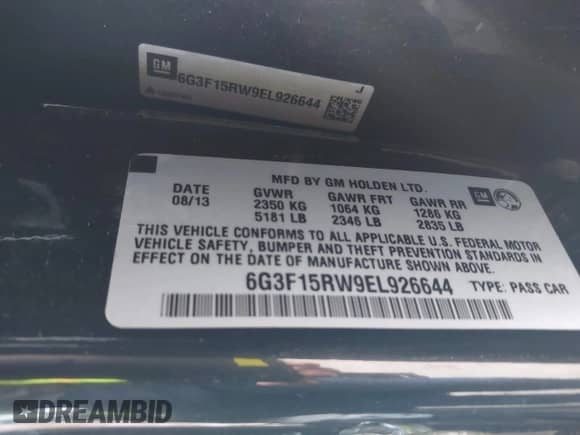 GM
6G3F15RW9EL926644
MFD BY GM HOLDEN LTD.
DATE GVWR GAWR FRT GAWR RR
08/13 2350 KG 1064 KG 1286 KG
5181 LB 2346 LB 2835 LB
GM
THIS VEHICLE CONFORMS TO ALL APPLICABLE U.S. FEDERAL MOTOR
VEHICLE SAFETY, BUMPER AND THEFT PREVENTION STANDARDS IN
EFFECT ON THE DATE OF MANUFACTURE SHOWN ABOVE.
6G3F15RW9EL926644 TYPE: PASS CAR
DREAMBID